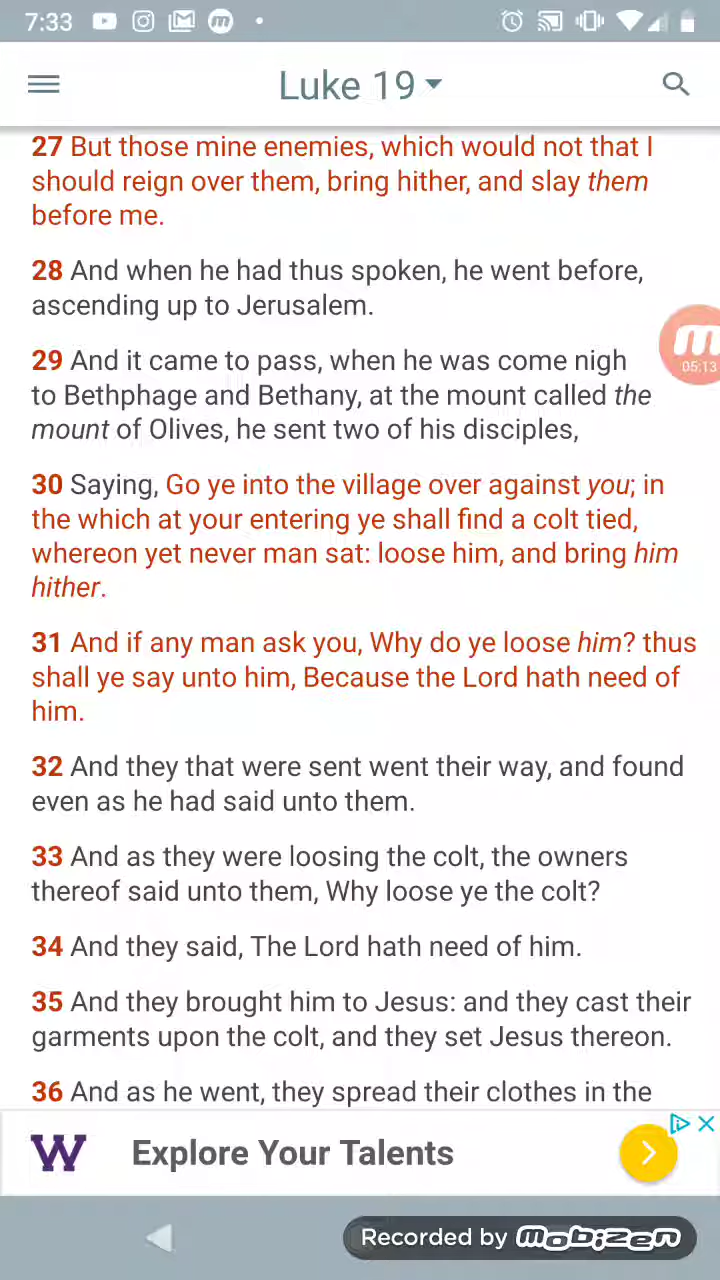 7:33
Luke 19
27 But those mine enemies, which would not that I
should reign over them, bring hither, and slay them
before me.
28 And when he had thus spoken, he went before,
ascending up to Jerusalem.
m
05:13
29 And it came to pass, when he was come nigh
to Bethphage and Bethany, at the mount called the
mount of Olives, he sent two of his disciples,
30 Saying, Go ye into the village over against you; in
the which at your entering ye shall find a colt tied,
whereon yet never man sat: loose him, and bring him
hither.
31 And if any man ask you, Why do ye loose him? thus
shall ye say unto him, Because the Lord hath need of
him.
32 And they that were sent went their way, and found
even as he had said unto them.
33 And as they were loosing the colt, the owners
thereof said unto them, Why loose ye the colt?
34 And they said, The Lord hath need of him.
35 And they brought him to Jesus: and they cast their
garments upon the colt, and they set Jesus thereon.
36 And as he went, they spread their clothes in the
W Explore Your Talents
Recorded by mobizen